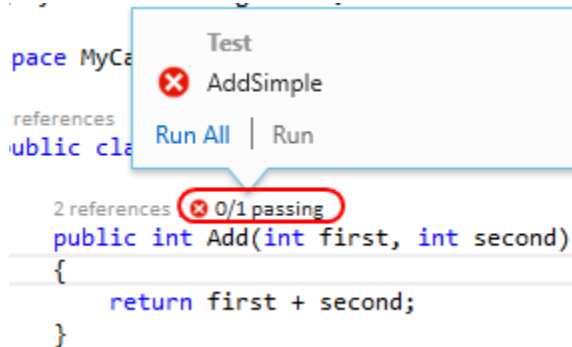 Test
pace MyCa
AddSimple
references
ublic cla
Run All | Run
2 references 0/1 passing
public int Add(int first, int second)
{
return first + second;
}